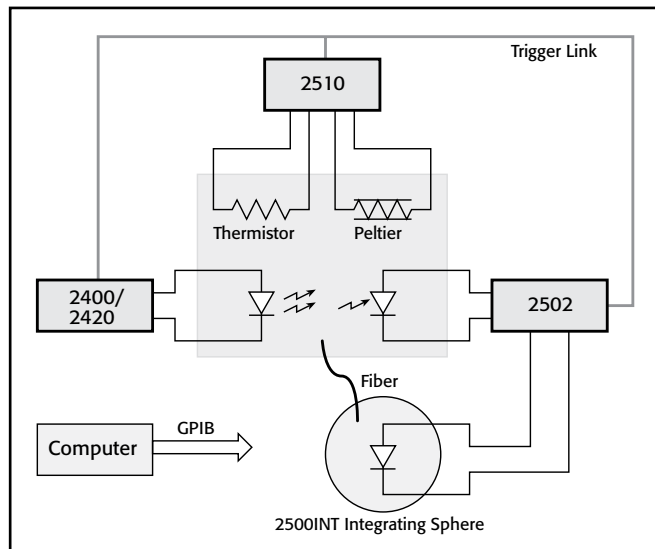 Trigger Link
2510
Thermistor
Peltier
2400/
2420
2502
Fiber
GPIB
Computer
2500INT Integrating Sphere